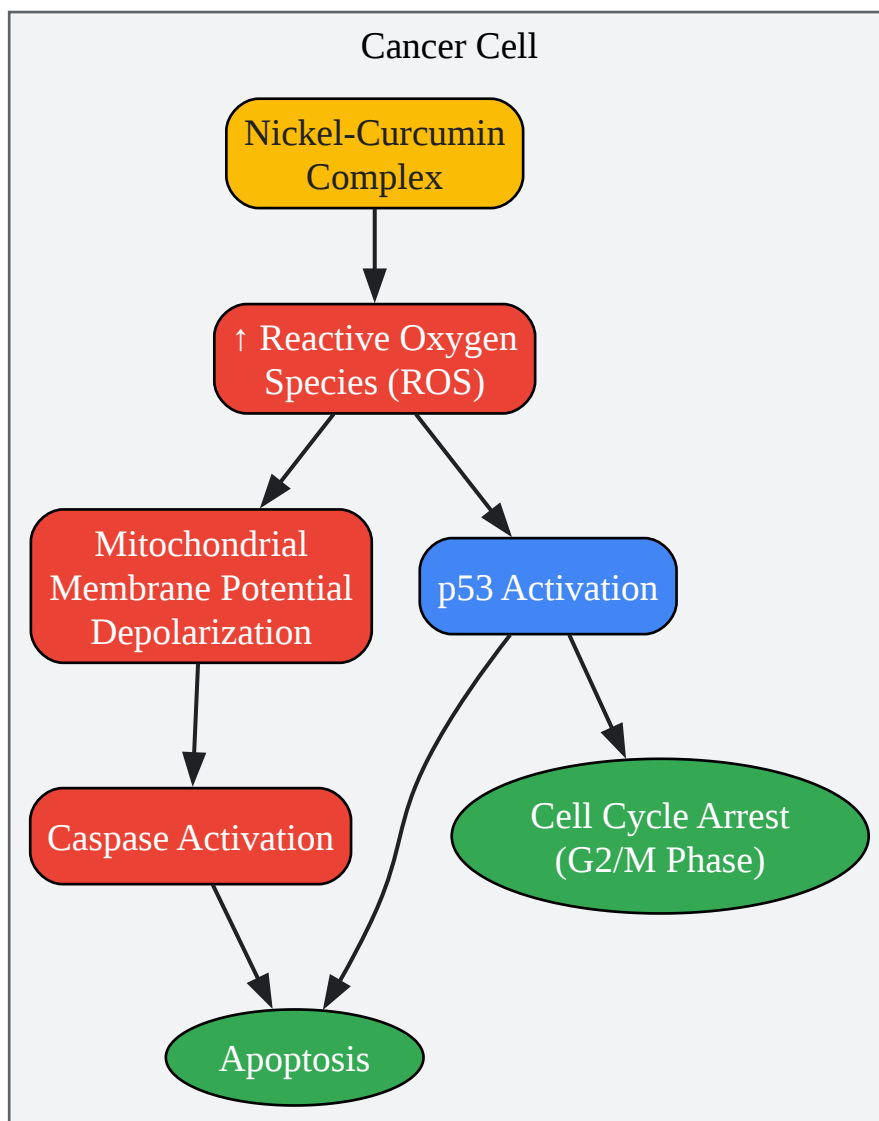 Cancer Cell
Nickel-Curcumin
Complex
↑ Reactive Oxygen
Species (ROS)
Mitochondrial
Membrane Potential
Depolarization
p53 Activation
Caspase Activation
Cell Cycle Arrest
(G2/M Phase)
Apoptosis